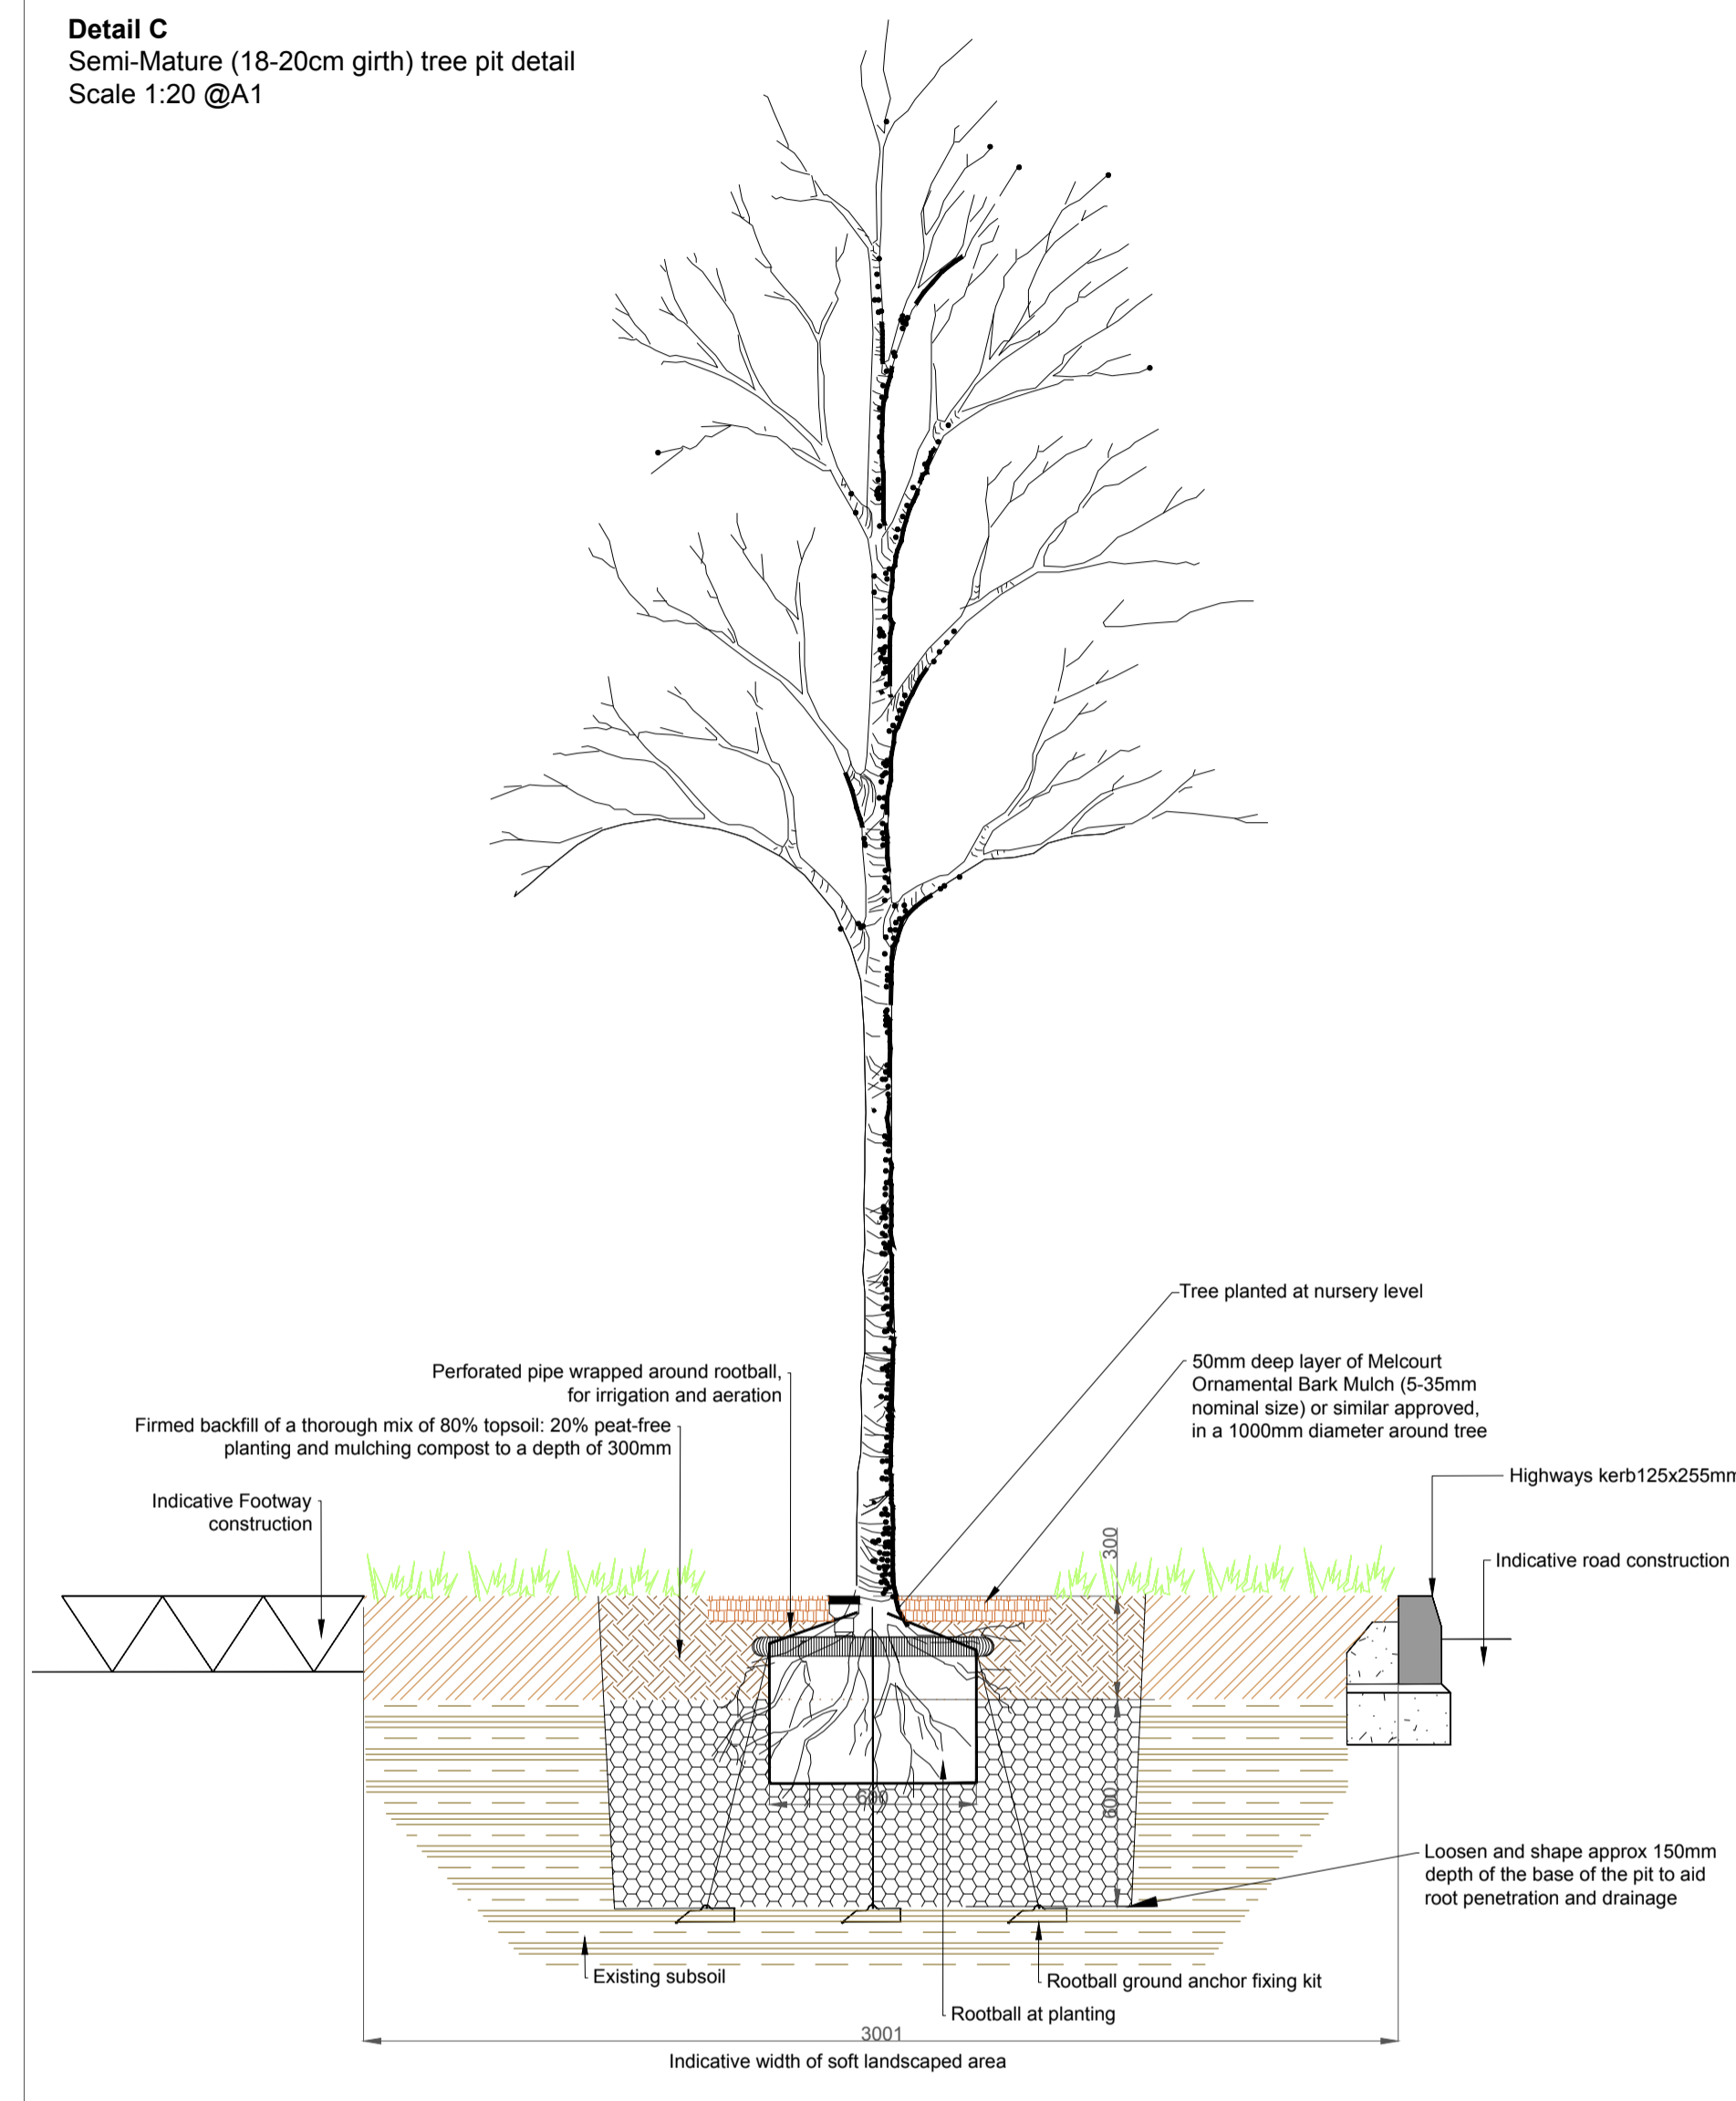 Detail C
Semi-Mature (18-20cm girth) tree pit detail
Scale 1:20 @A1
Tree planted at nursery level
Perforated pipe wrapped around rootball,
for irrigation and aeration
50mm deep layer of Melcourt
Ornamental Bark Mulch (5-35mm
nominal size) or similar approved,
in a 1000mm diameter around tree
Firmed backfill of a thorough mix of 80% topsoil: 20% peat-free
planting and mulching compost to a depth of 300mm
Highways kerb125x255mm
Indicative Footway
construction
300
Indicative road construction
600
600
Loosen and shape approx 150mm
depth of the base of the pit to aid
root penetration and drainage
Existing subsoil
Rootball ground anchor fixing kit
Rootball at planting
3001
Indicative width of soft landscaped area